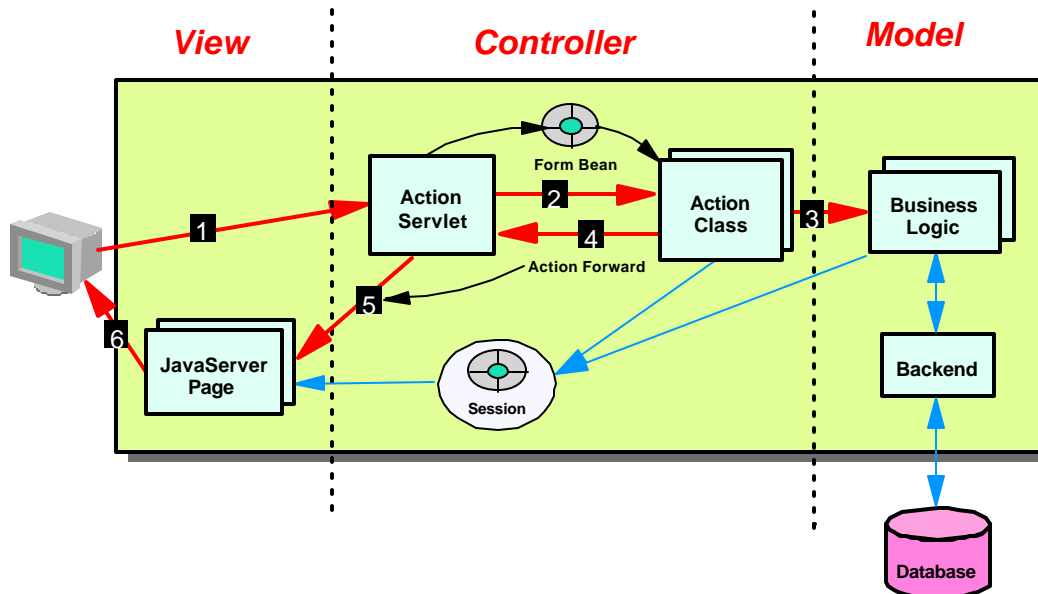 View
Controller
Model
Form Bean
Action
Servlet
2
Action
Class
3
Business
Logic
1
4
Action Forward
5
6
JavaServer
Page
Session
Backend
Database